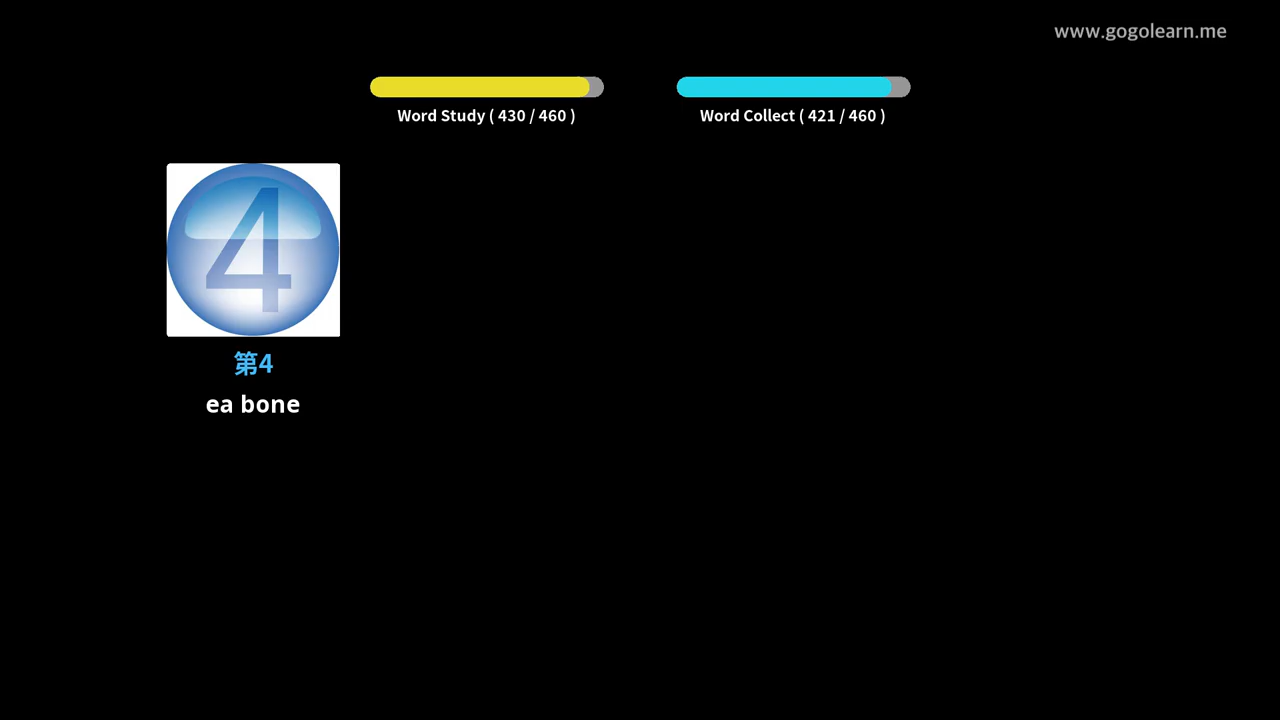 www.gogolearn.me
Word Study ( 430 / 460 )
Word Collect ( 421 / 460 )
4
第4
ea bone